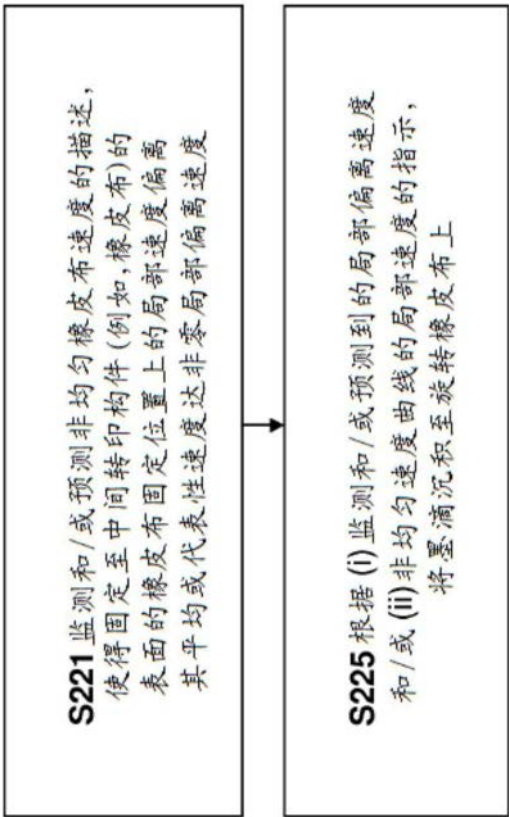 S221 监测和/或预测非均匀橡皮布速度的描述,
使得固定至中间转印构件(例如,橡皮布)的
表面的橡皮布固定位置上的局部速度偏离
其平均或代表性速度达非零局部偏离速度
S225 根据 (i) 监测和/或预测到的局部偏离速度
和/或 (ii) 非均匀速度曲线的局部速度的指示,
将墨滴沉积至旋转橡皮布上